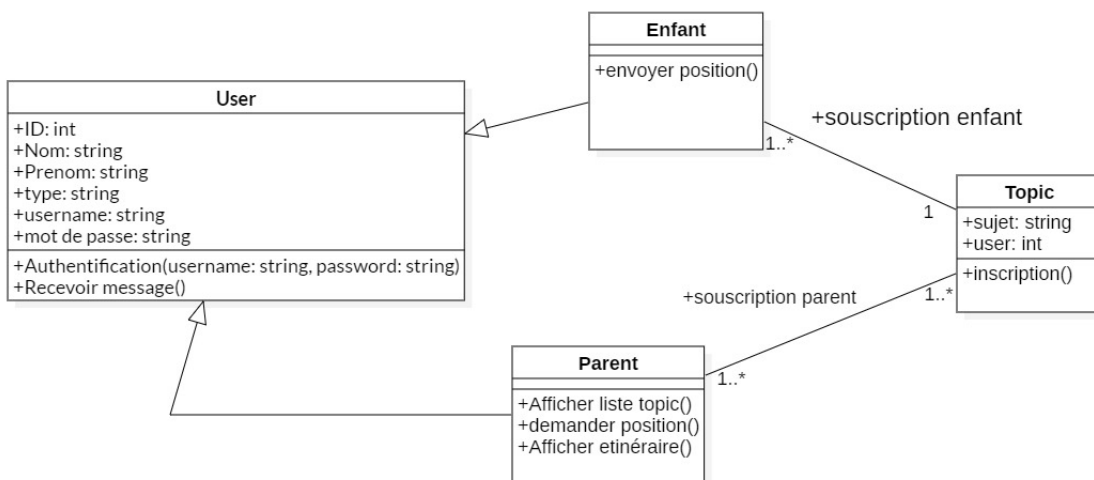 Enfant
+envoyer position()
User
+ID: int
+Nom: string
+Prenom: string
+type: string
+username: string
+mot de passe: string
+Authentification(username: string, password: string)
+Recevoir message()
+souscription enfant
1..*
1
Topic
+sujet: string
+user: int
+inscription()
+souscription parent
1..*
1..*
Parent
+Afficher liste topic()
+demander position()
+Afficher etinéraire()